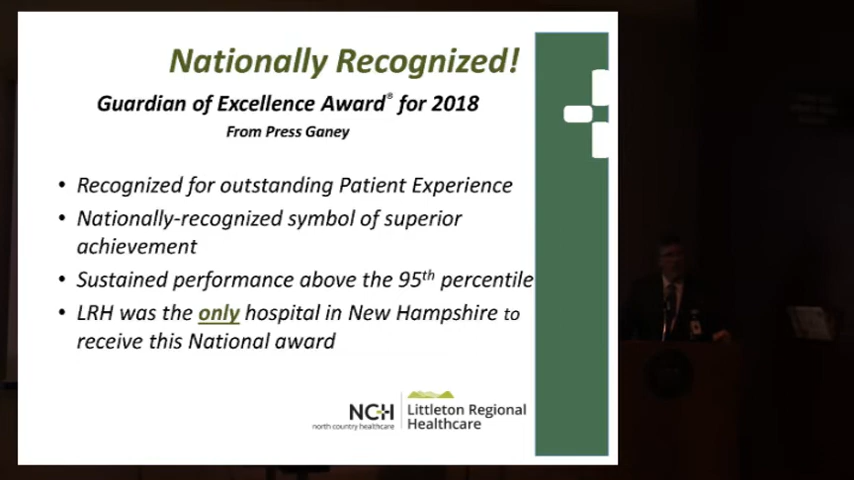 Nationally Recognized!
Guardian of Excellence Award® for 2018
From Press Ganey
• Recognized for outstanding Patient Experience
• Nationally-recognized symbol of superior
achievement
• Sustained performance above the 95th percentile
• LRH was the only hospital in New Hampshire to
receive this National award
NCH
north country healthcare
Littleton Regional
Healthcare